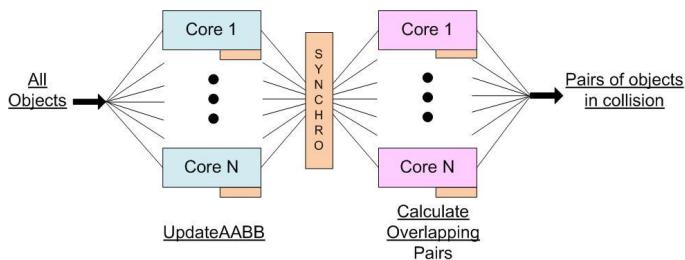 All
Objects
Core 1
Core N
UpdateAABB
S
Y
N
C
H
R
O
Core 1
Core N
Calculate
Overlapping
Pairs
Pairs of objects
in collision